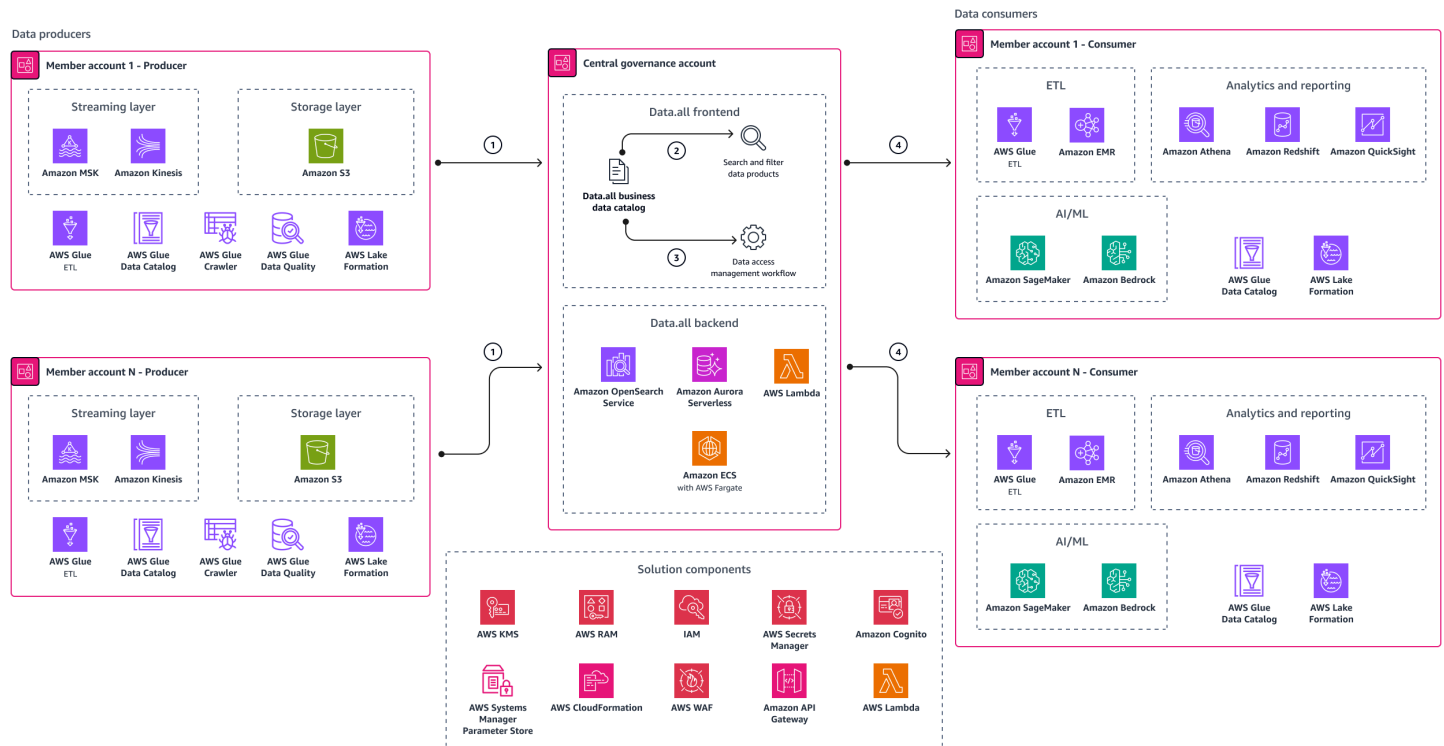 Data producers
Member account 1 - Producer
Streaming layer
Amazon MSK
Amazon Kinesis
Storage layer
Amazon S3
AWS Glue
ETL
AWS Glue
Data Catalog
AWS Glue
Crawler
AWS Glue
Data Quality
AWS Lake
Formation
Member account N - Producer
Streaming layer
Amazon MSK
Amazon Kinesis
Storage layer
Amazon S3
AWS Glue
ETL
AWS Glue
Data Catalog
AWS Glue
Crawler
AWS Glue
Data Quality
AWS Lake
Formation
1
1
Central governance account
Data.all frontend
2
Search and filter
data products
Data.all business
data catalog
3
Data access
management workflow
Data.all backend
Amazon OpenSearch
Service
Amazon Aurora
Serverless
AWS Lambda
Amazon ECS
with AWS Fargate
Solution components
AWS KMS
AWS RAM
IAM
AWS Secrets
Manager
Amazon Cognito
AWS Systems
Manager
Parameter Store
AWS CloudFormation
AWS WAF
Amazon API
Gateway
AWS Lambda
4
4
Data consumers
Member account 1 - Consumer
ETL
AWS Glue
ETL
Amazon EMR
Analytics and reporting
Amazon Athena
Amazon Redshift
Amazon QuickSight
AI/ML
Amazon SageMaker
Amazon Bedrock
AWS Glue
Data Catalog
AWS Lake
Formation
Member account N - Consumer
ETL
AWS Glue
ETL
Amazon EMR
Analytics and reporting
Amazon Athena
Amazon Redshift
Amazon QuickSight
AI/ML
Amazon SageMaker
Amazon Bedrock
AWS Glue
Data Catalog
AWS Lake
Formation